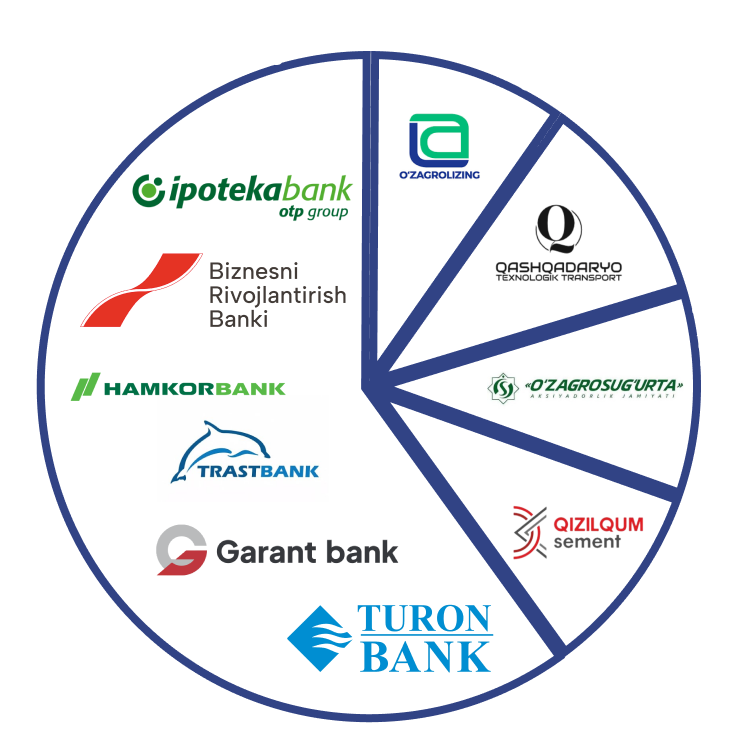 O'ZAGROLIZING
ipotekabank
otp group
QASHQADARYO
TEXNOLOGIK TRANSPORT
Biznesni
Rivojlantirish
Banki
HAMKORBANK
«O'ZAGROSUG'URTA»
AKSIYADORLIK JAMIYATI
TRASTBANK
QIZILQUM
sement
Garant bank
TURON
BANK